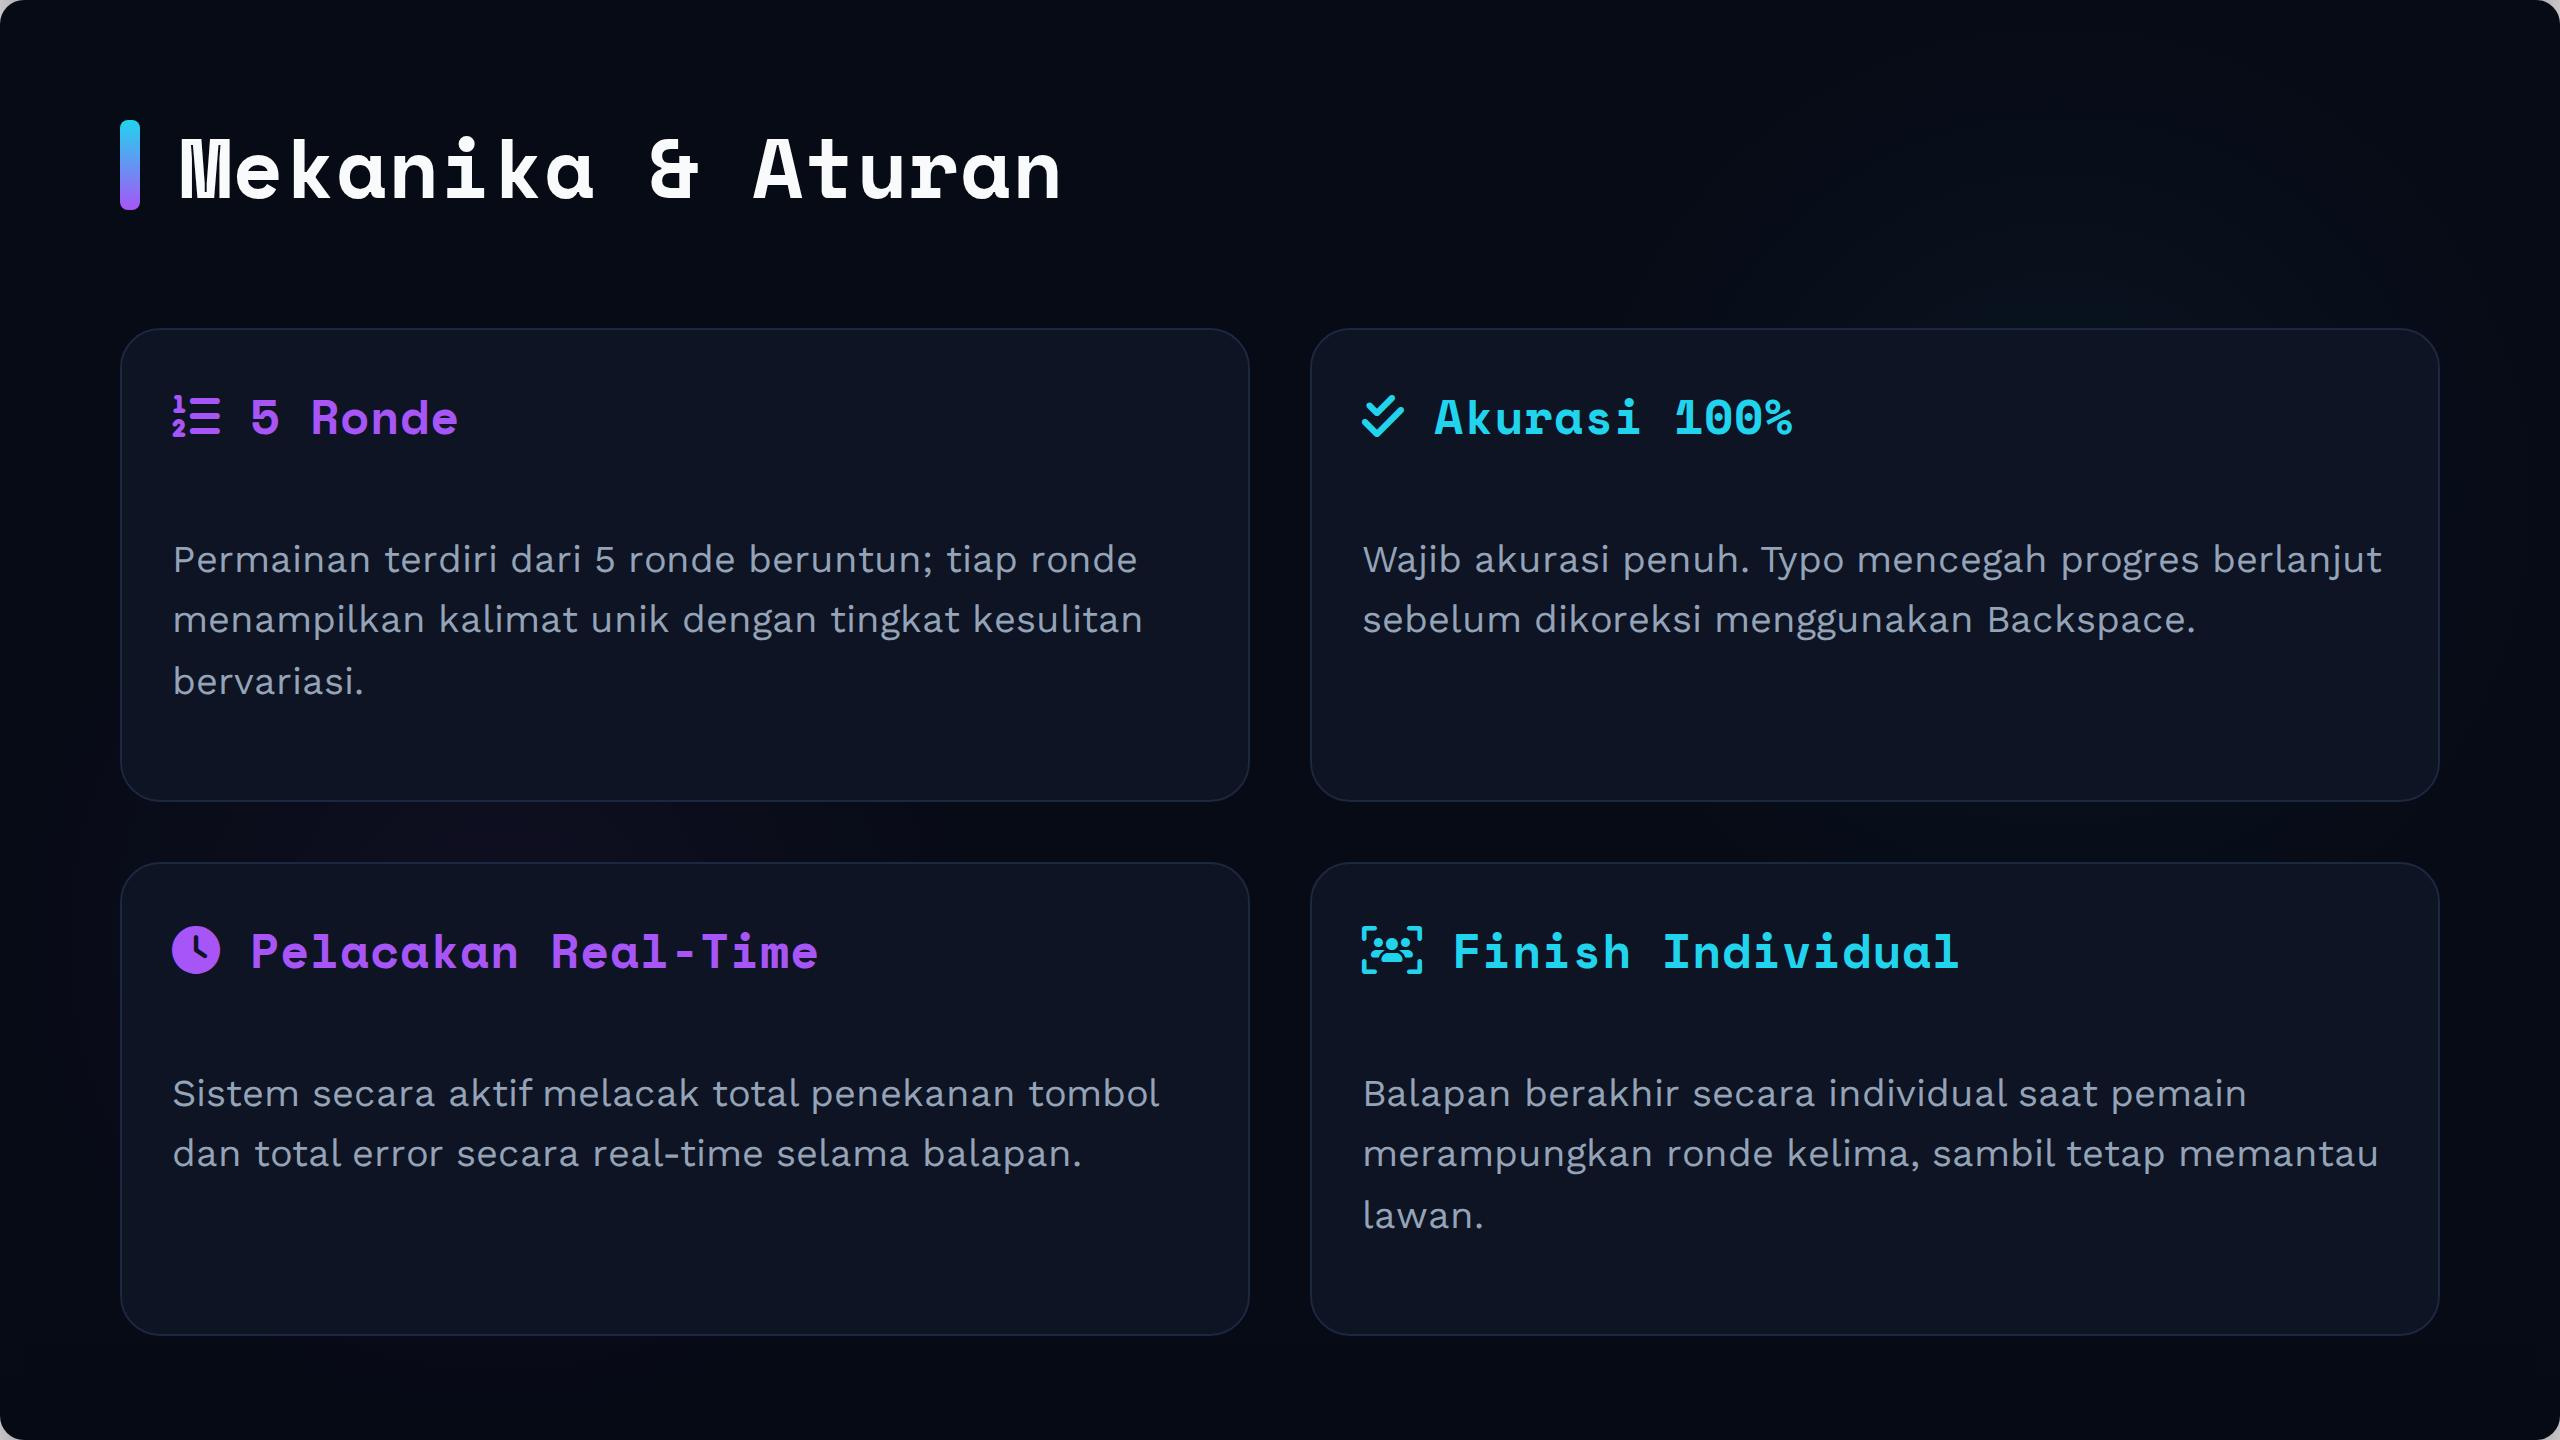 Mekanika & Aturan
5 Ronde
Permainan terdiri dari 5 ronde beruntun; tiap ronde
menampilkan kalimat unik dengan tingkat kesulitan
bervariasi.
Akurasi 100%
Wajib akurasi penuh. Typo mencegah progres berlanjut
sebelum dikoreksi menggunakan Backspace.
Pelacakan Real-Time
Sistem secara aktif melacak total penekanan tombol
dan total error secara real-time selama balapan.
Finish Individual
Balapan berakhir secara individual saat pemain
merampungkan ronde kelima, sambil tetap memantau
lawan.